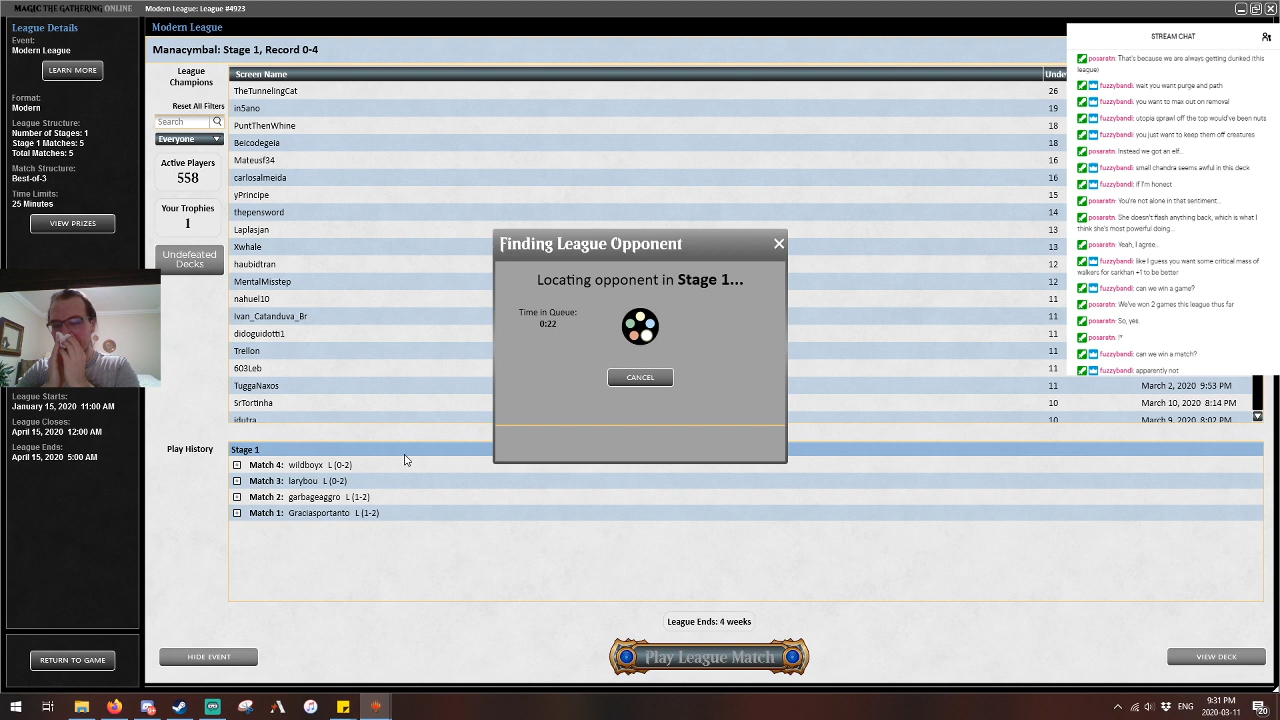 MAGIC THE GATHERING ONLINE
Modern League: League #4923
League Details
Event:
Modern League
LEARN MORE
Format:
Modern
League Structure:
Number of Stages: 1
Stage 1 Matches: 5
Total Matches: 5
Match Structure:
Best-of-3
Time Limits:
25 Minutes
VIEW PRIZES
League Starts:
January 15, 2020 11:00 AM
League Closes:
April 15, 2020 12:00 AM
League Ends:
April 15, 2020 5:00 AM
RETURN TO GAME
Modern League
Manacymbal: Stage 1, Record 0-4
League
Champions
Reset All Filters
Search
Everyone
Active Players
558
Your Trophies
1
Undefeated
Decks
Screen Name
Unde
TheTunnelingCat 26
in5ano 19
PuntThenWhine 18
Beicodegeia 18
Mateusf34 16
carlosalmeida 16
yPrincipe 15
thepensword 14
Laplasjan 13
Xwhale 13
haubidtran 12
MentalMisstep 12
nahuel10 11
Ivan_Catanduva_Br 11
didoguidotti1 11
Trellon 11
603Leb 11
TuggaNaxos 11 March 2, 2020 9:53 PM
SrTortinha 10 March 10, 2020 8:14 PM
idutra 10 March 9, 2020 8:02 PM
Finding League Opponent
Locating opponent in Stage 1...
Time in Queue:
0:22
CANCEL
Play History
Stage 1
Match 4: wildboyx L (0-2)
Match 3: larybou L (0-2)
Match 2: garbageaggro L (1-2)
Match 1: Graciasportanto L (1-2)
League Ends: 4 weeks
HIDE EVENT
Play League Match
VIEW DECK
STREAM CHAT
posaratn: That's because we are always getting dunked (this
league)
fuzzybandi: wait you want purge and path
fuzzybandi: you want to max out on removal
fuzzybandi: utopia sprawl off the top would've been nuts
fuzzybandi: you just want to keep them off creatures
posaratn: Instead we got an elf...
fuzzybandi: small chandra seems awful in this deck
fuzzybandi: if I'm honest
posaratn: You're not alone in that sentiment...
posaratn: She doesn't flash anything back, which is what I
think she's most powerful doing...
posaratn: Yeah, I agree...
fuzzybandi: like I guess you want some critical mass of
walkers for sarkhan +1 to be better
fuzzybandi: can we win a game?
posaratn: We've won 2 games this league thus far
posaratn: So, yes.
posaratn: !*
fuzzybandi: can we win a match?
fuzzybandi: apparently not
ENG
9:31 PM
2020-03-11
20